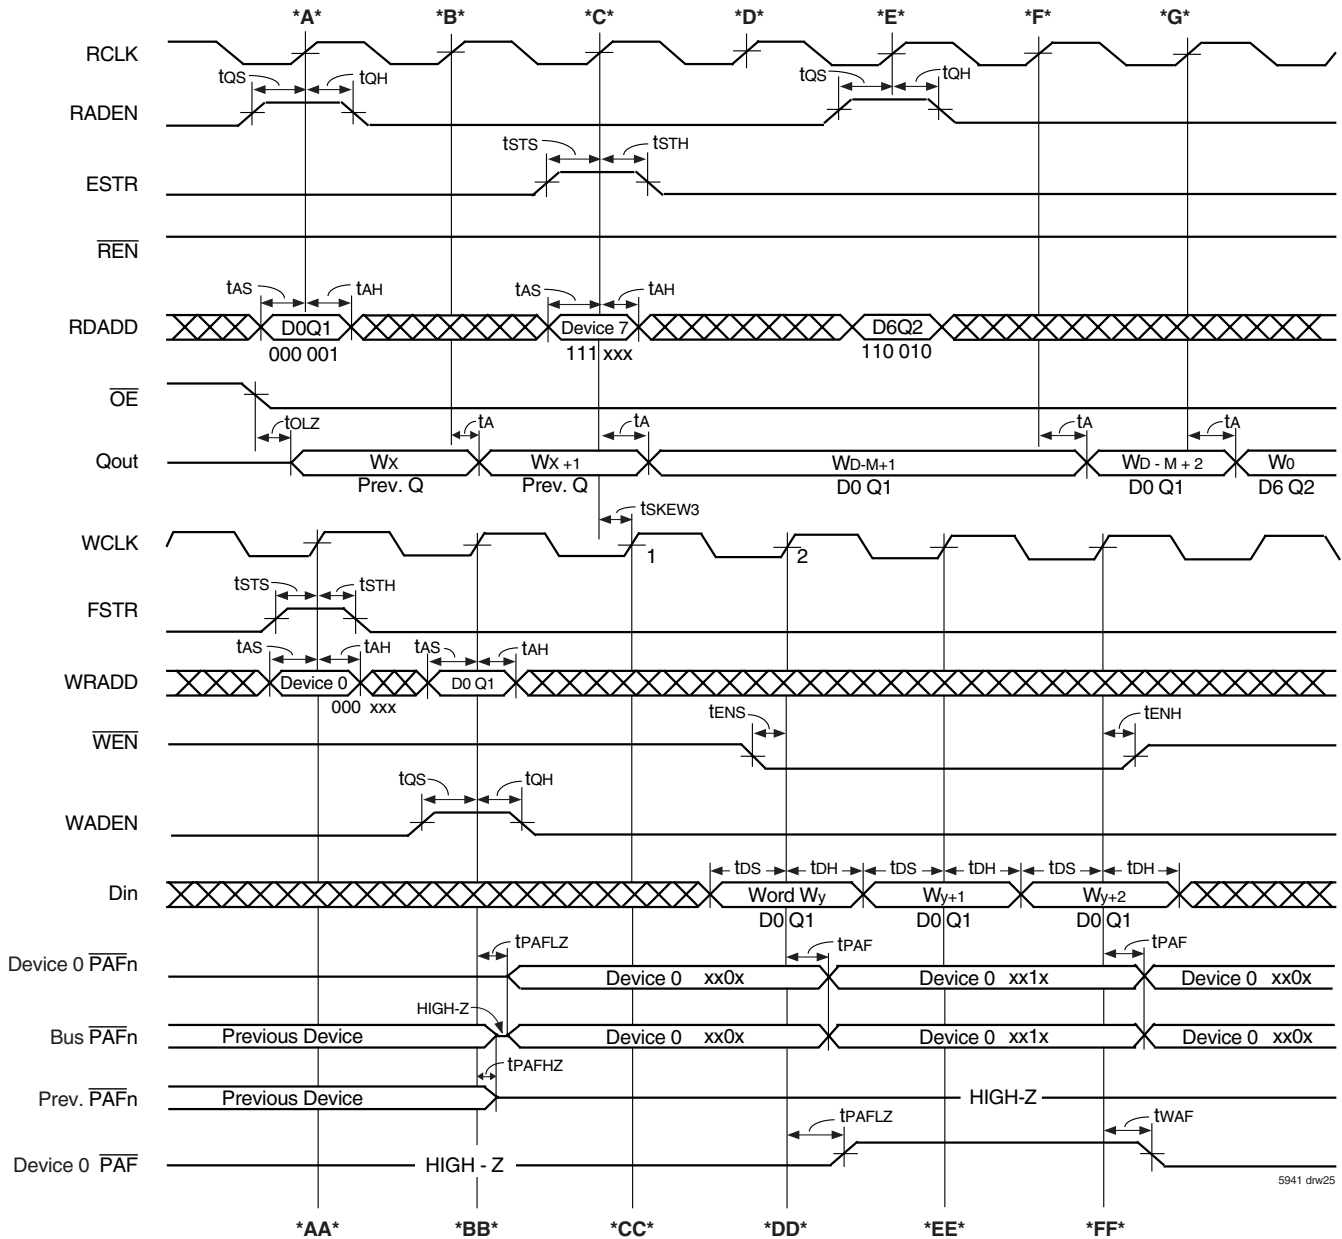 *A* *B* *C* *D* *E* *F* *G*
RCLK
tQS tQH tQS tQH
RADEN
tSTS tSTH
ESTR
REN
tAS tAH tAS tAH
RDADD D0Q1 Device 7 D6Q2
000 001 111 xxx 110 010
OE
tOLZ tA tA tA tA
Qout WX WX +1 WD-M+1 WD - M + 2 W0
Prev. Q Prev. Q D0 Q1 D0 Q1 D6 Q2
tSKEW3
WCLK 1 2
tSTS tSTH
FSTR
tAS tAH tAS tAH
WRADD Device 0 D0 Q1
000 xxx
tENS tENH
WEN
tQS tQH
WADEN
tDS tDH tDS tDH tDS tDH
Din Word Wy Wy+1 Wy+2
D0 Q1 D0 Q1 D0 Q1
tPAFLZ tPAF tPAF
Device 0 PAFn Device 0 xx0x Device 0 xx1x Device 0 xx0x
HIGH-Z
Bus PAFn Previous Device Device 0 xx0x Device 0 xx1x Device 0 xx0x
tPAFHZ
Prev. PAFn Previous Device HIGH-Z
tPAFLZ tWAF
Device 0 PAF HIGH - Z
5941 drw25
*AA* *BB* *CC* *DD* *EE* *FF*